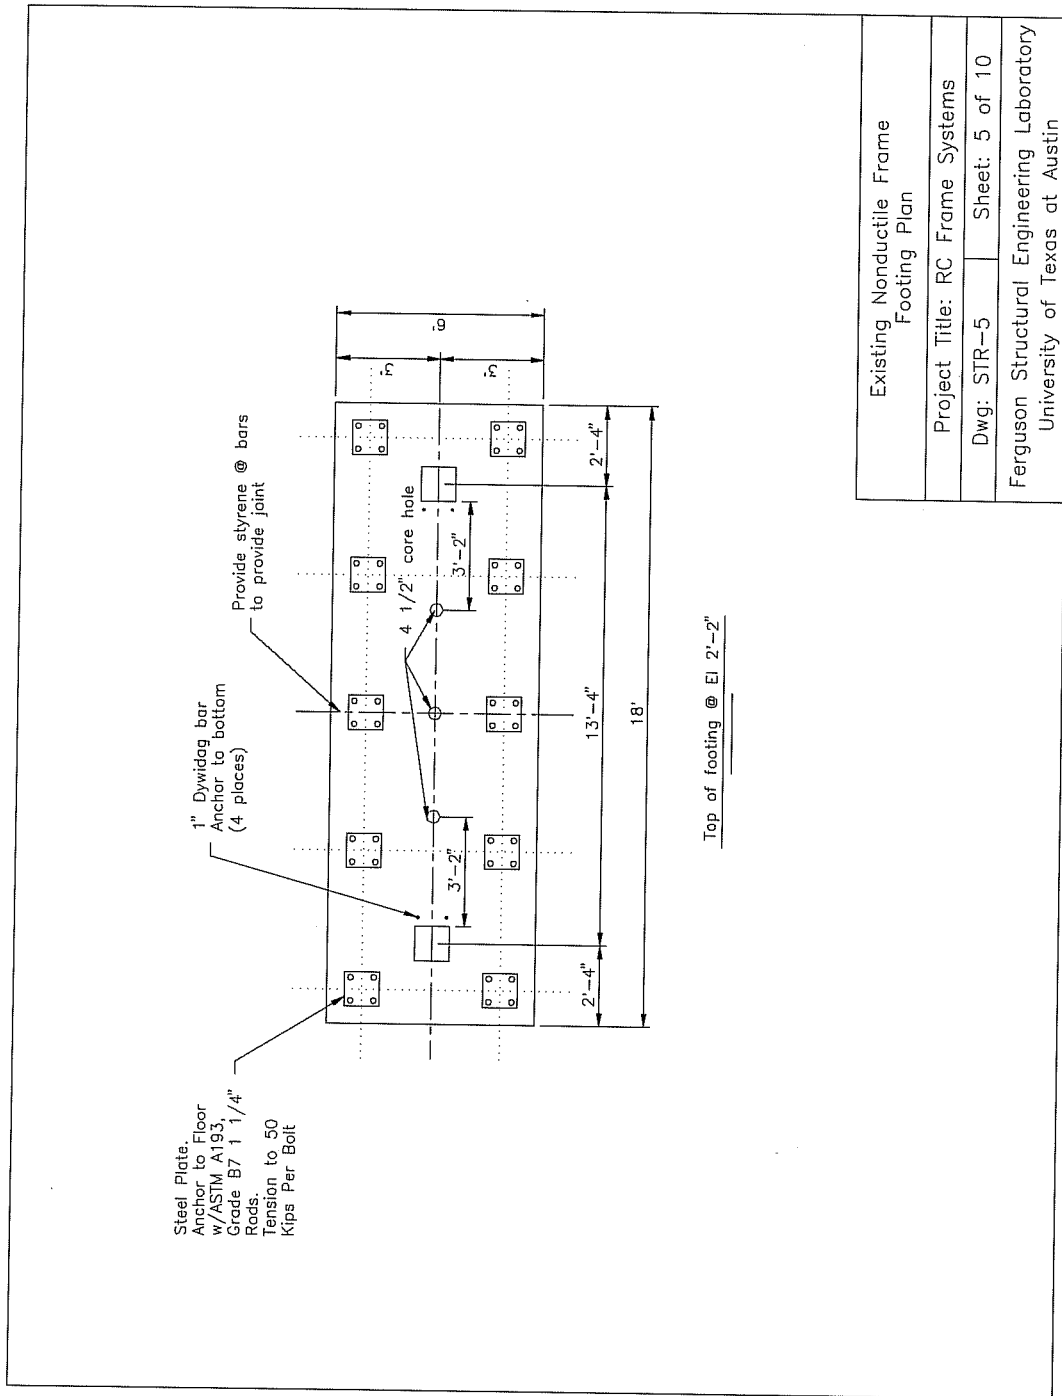 Steel Plate.
Anchor to Floor
w/ASTM A193,
Grade B7 1 1/4"
Rods.
Tension to 50
Kips Per Bolt
1" Dywidag bar
Anchor to bottom
(4 places)
Provide styrene @ bars
to provide joint
4 1/2" core hole
3'-2"
3'-2"
2'-4"
13'-4"
2'-4"
18'
3'
3'
6'
Top of footing @ El 2'-2"
Existing Nonductile Frame
Footing Plan
Project Title: RC Frame Systems
Dwg: STR-5
Sheet: 5 of 10
Ferguson Structural Engineering Laboratory
University of Texas at Austin